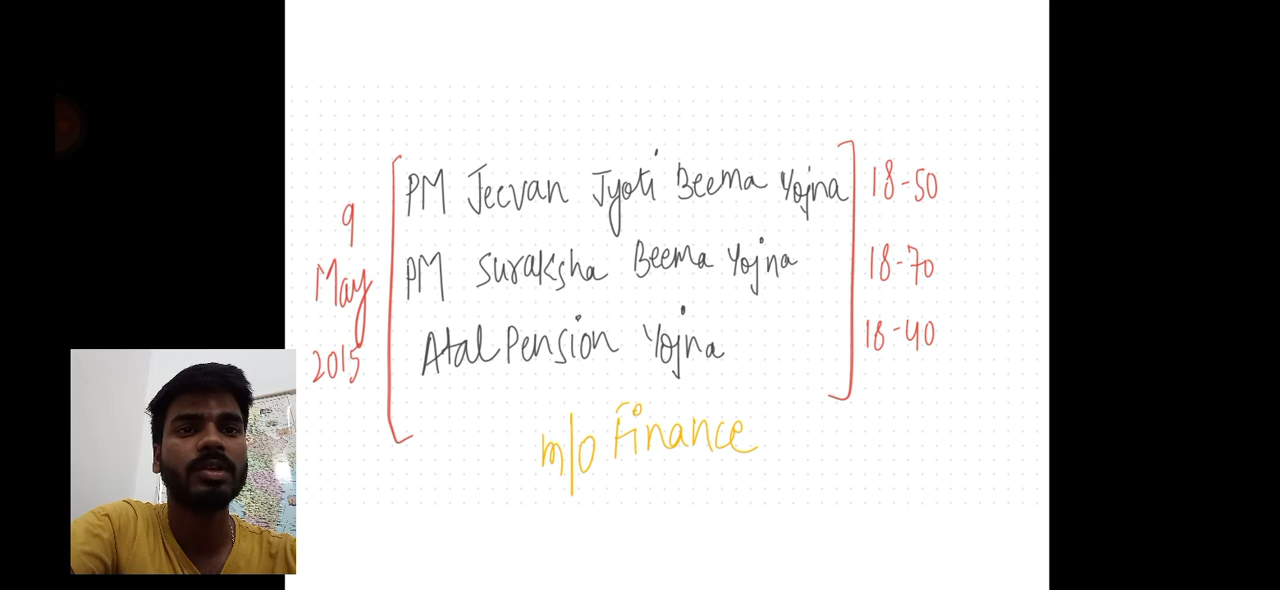 PM Jeevan Jyoti Beema Yojna 18-50
9
May
2015
PM Suraksha Beema Yojna 18-70
Atal Pension Yojna 18-40
m/o Finance